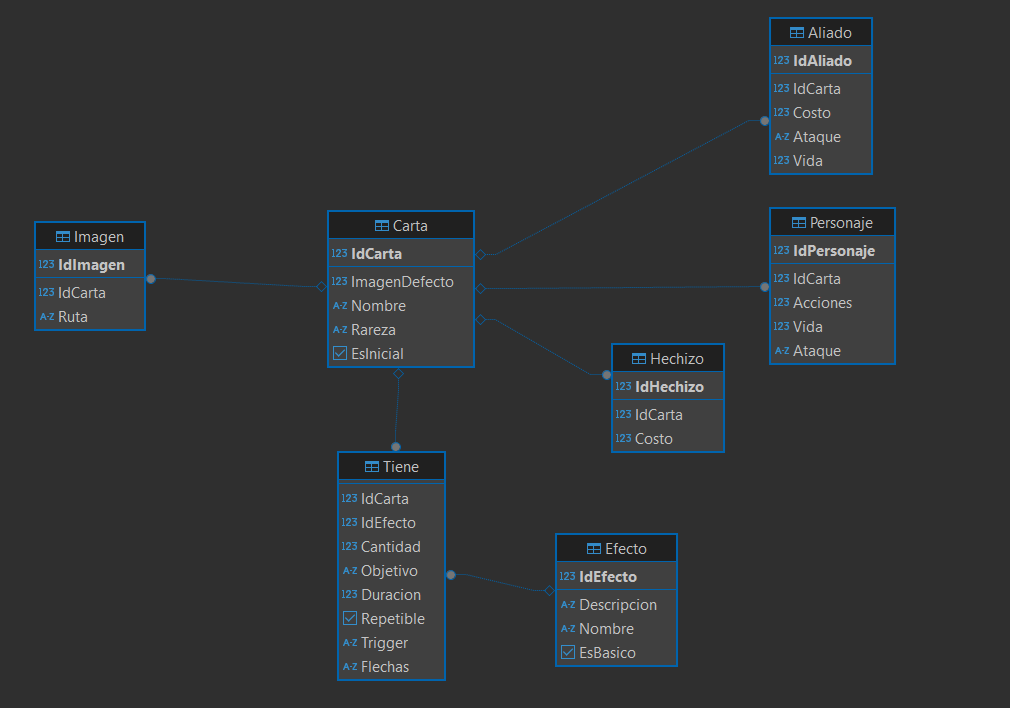 Aliado
123 IdAliado
123 IdCarta
123 Costo
A-Z Ataque
123 Vida
Imagen
123 IdImagen
123 IdCarta
A-Z Ruta
Carta
123 IdCarta
123 ImagenDefecto
A-Z Nombre
A-Z Rareza
EsInicial
Personaje
123 IdPersonaje
123 IdCarta
123 Acciones
123 Vida
A-Z Ataque
Hechizo
123 IdHechizo
123 IdCarta
123 Costo
Tiene
123 IdCarta
123 IdEfecto
123 Cantidad
A-Z Objetivo
123 Duracion
Repetible
A-Z Trigger
A-Z Flechas
Efecto
123 IdEfecto
A-Z Descripcion
A-Z Nombre
EsBasico